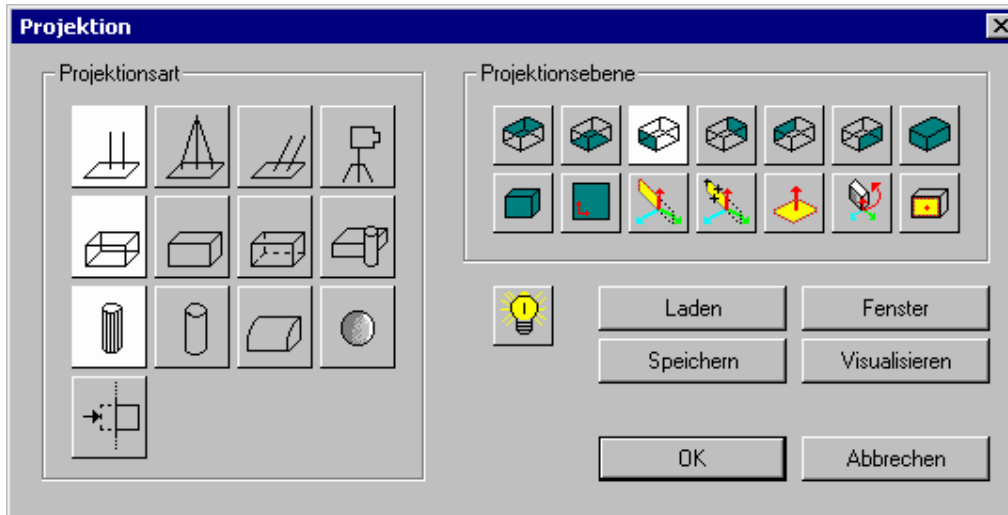 Projektion
Projektionsart
Projektionsebene
Laden
Fenster
Speichern
Visualisieren
OK
Abbrechen